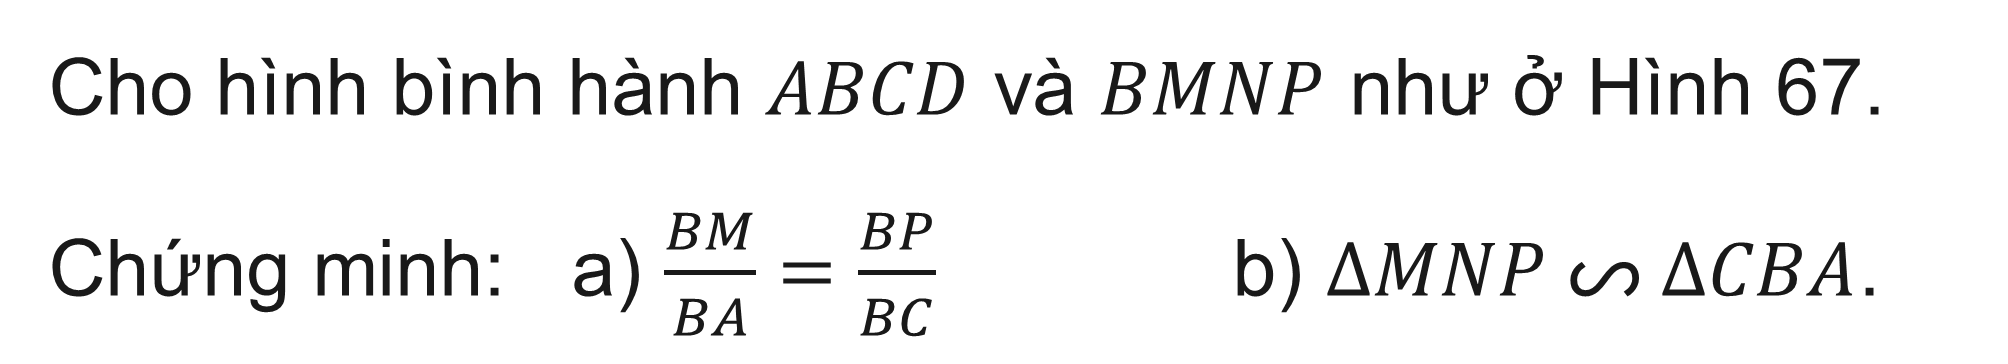 Cho hình bình hành ABCD và BMNP như ở Hình 67.
Chứng minh: a) BM/BA = BP/BC b) ΔMNP ∽ ΔCBA.